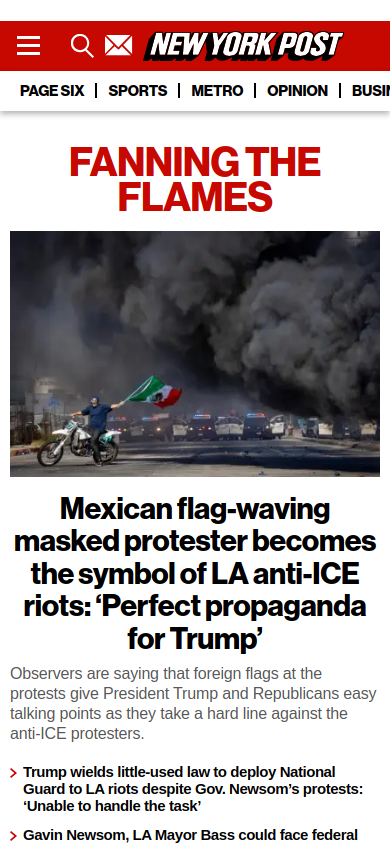 NEW YORK POST
PAGE SIX
SPORTS
METRO
OPINION
BUSIN
FANNING THE
FLAMES
Mexican flag-waving
masked protester becomes
the symbol of LA anti-ICE
riots: ‘Perfect propaganda
for Trump’
Observers are saying that foreign flags at the
protests give President Trump and Republicans easy
talking points as they take a hard line against the
anti-ICE protesters.
Trump wields little-used law to deploy National
Guard to LA riots despite Gov. Newsom’s protests:
‘Unable to handle the task’
Gavin Newsom, LA Mayor Bass could face federal